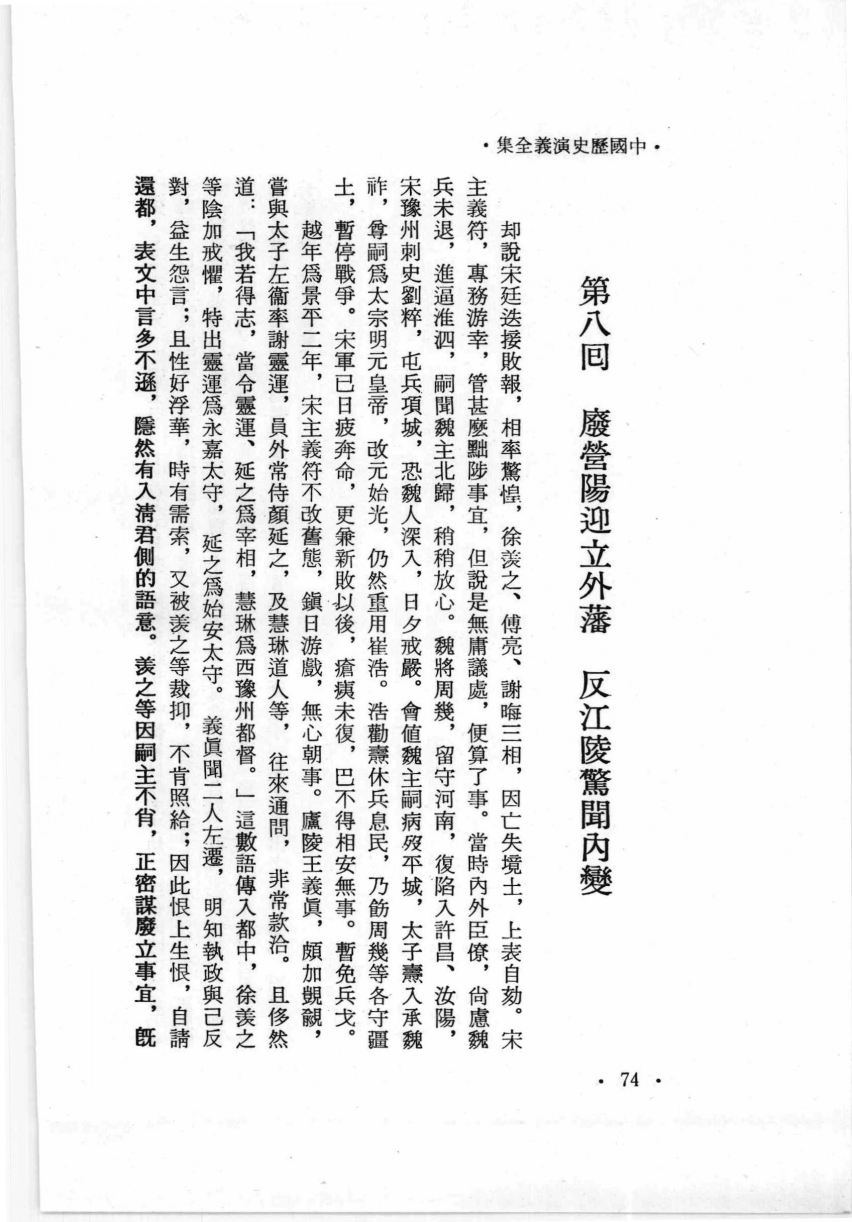 ·中國歷史演義全集·
第八回　廢營陽迎立外藩　反江陵驚聞內變
却說宋廷迭接敗報，相率驚惶，徐羨之、傅亮、謝晦三相，因亡失境土，上表自劾。宋
主義符，專務游幸，管甚麼黜陟事宜，但說是無庸議處，便算了事。當時內外臣僚，尙慮魏
兵未退，進逼淮泗，嗣聞魏主北歸，稍稍放心。魏將周幾，留守河南，復陷入許昌、汝陽，
宋豫州刺史劉粹，屯兵項城，恐魏人深入，日夕戒嚴。會值魏主嗣病歿平城，太子燾入承魏
祚，尊嗣爲太宗明元皇帝，改元始光，仍然重用崔浩。浩勸燾休兵息民，乃飭周幾等各守疆
土，暫停戰爭。宋軍已日疲奔命，更兼新敗以後，瘡痍未復，巴不得相安無事。暫免兵戈。
越年爲景平二年，宋主義符不改舊態，鎭日游戲，無心朝事。廬陵王義眞，頗加覬覦，
嘗與太子左衞率謝靈運，員外常侍顏延之，及慧琳道人等，往來通問，非常款洽。且侈然
道：「我若得志，當令靈運、延之爲宰相，慧琳爲西豫州都督。」這數語傳入都中，徐羨之
等陰加戒懼，特出靈運爲永嘉太守，延之爲始安太守。義眞聞二人左遷，明知執政與己反
對，益生怨言；且性好浮華，時有需索，又被羨之等裁抑，不肯照給；因此恨上生恨，自請
還都，表文中言多不遜，隱然有入淸君側的語意。羨之等因嗣主不肖，正密謀廢立事宜，旣
·74·